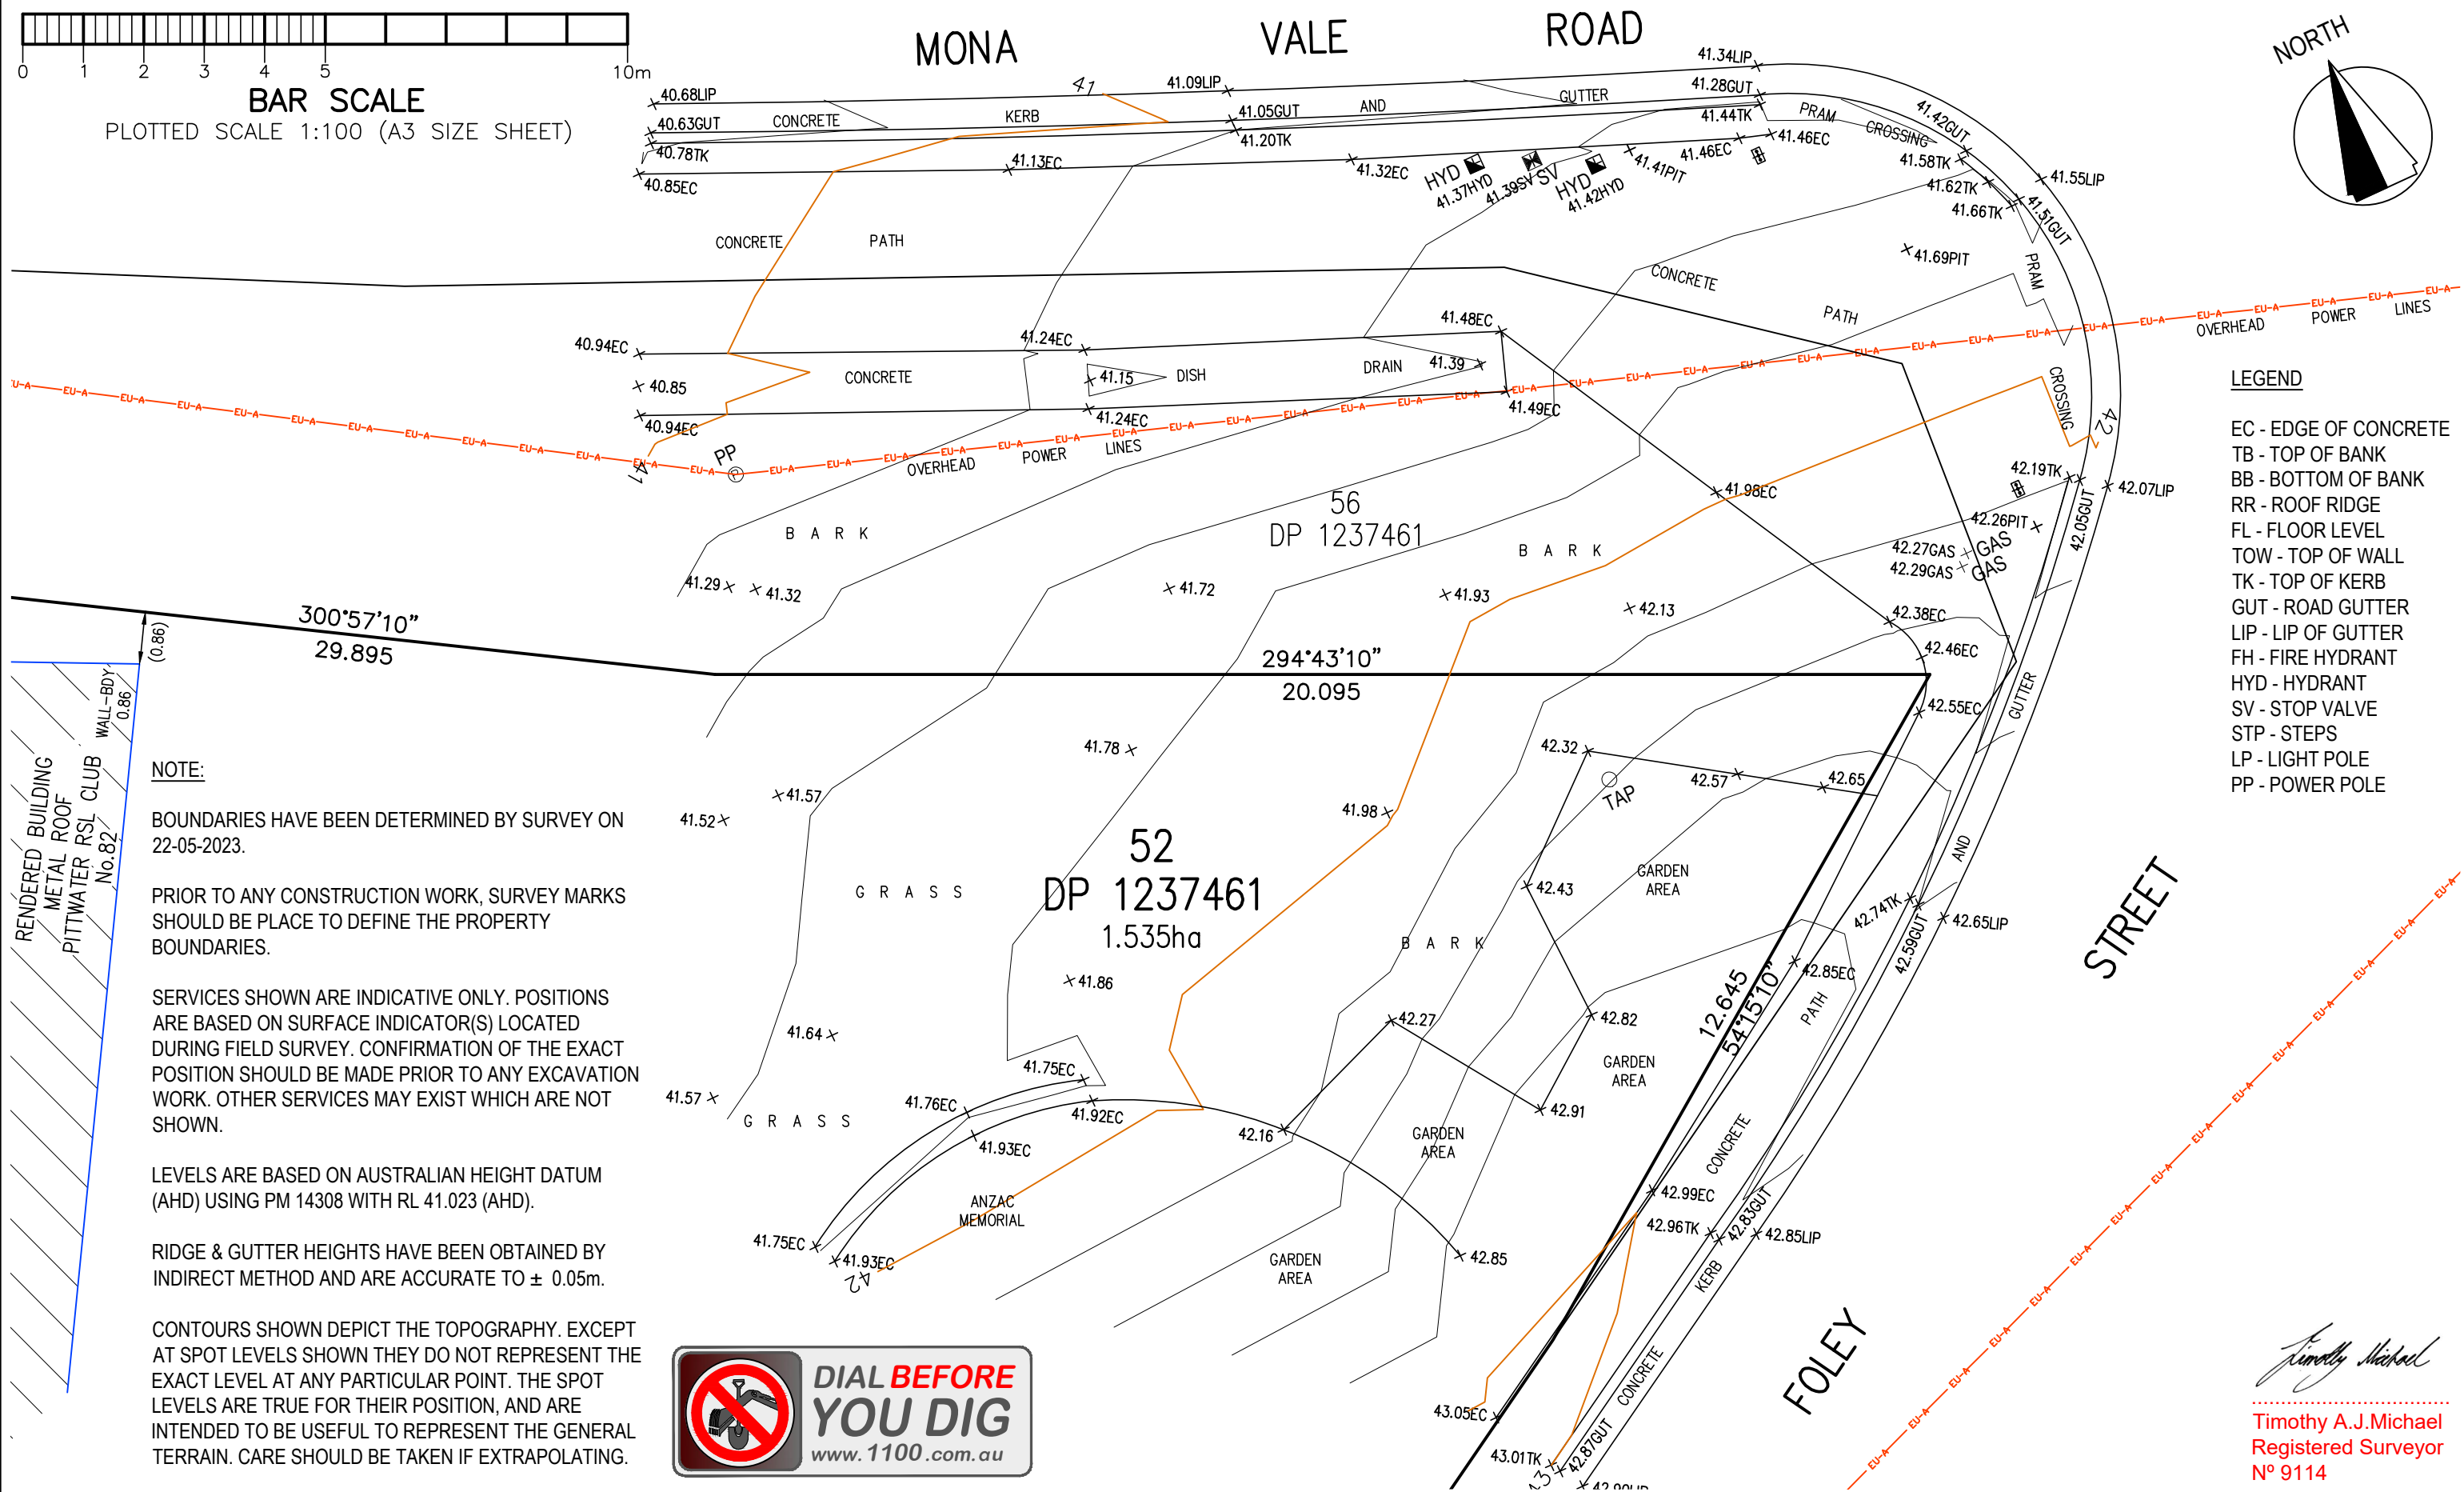 MONA VALE ROAD
0 1 2 3 4 5 10m
BAR SCALE
PLOTTED SCALE 1:100 (A3 SIZE SHEET)
NORTH
40.68LIP
41
41.09LIP
41.34LIP
40.63GUT
CONCRETE
KERB
41.05GUT
AND
GUTTER
41.28GUT
PRAM
CROSSING
41.42GUT
40.78TK
41.20TK
41.44TK
40.85EC
41.13EC
41.32EC
HYD
41.37HYD
41.39SV
SV
HYD
41.42HYD
41.41PIT
41.46EC
41.46EC
41.58TK
41.62TK
41.66TK
41.55LIP
41.51GUT
41.69PIT
CONCRETE
PATH
CONCRETE
PATH
PRAM
CROSSING
EU-A
OVERHEAD POWER LINES
40.94EC
41.24EC
41.48EC
40.85
CONCRETE
41.15
DISH
DRAIN
41.39
40.94EC
41.24EC
41.49EC
41
PP
OVERHEAD POWER LINES
42
42.19TK
42.07LIP
42.05GUT
42.26PIT
42.27GAS
GAS
42.29GAS
GAS
41.98EC
56
DP 1237461
BARK
BARK
41.29
41.32
41.72
41.93
42.13
42.38EC
42.46EC
42.55EC
300°57'10"
29.895
294°43'10"
20.095
(0.86)
WALL-BDY
0.86
RENDERED BUILDING
METAL ROOF
PITTWATER RSL CLUB
No.82
LEGEND
EC - EDGE OF CONCRETE
TB - TOP OF BANK
BB - BOTTOM OF BANK
RR - ROOF RIDGE
FL - FLOOR LEVEL
TOW - TOP OF WALL
TK - TOP OF KERB
GUT - ROAD GUTTER
LIP - LIP OF GUTTER
FH - FIRE HYDRANT
HYD - HYDRANT
SV - STOP VALVE
STP - STEPS
LP - LIGHT POLE
PP - POWER POLE
NOTE:
BOUNDARIES HAVE BEEN DETERMINED BY SURVEY ON
22-05-2023.
PRIOR TO ANY CONSTRUCTION WORK, SURVEY MARKS
SHOULD BE PLACE TO DEFINE THE PROPERTY
BOUNDARIES.
SERVICES SHOWN ARE INDICATIVE ONLY. POSITIONS
ARE BASED ON SURFACE INDICATOR(S) LOCATED
DURING FIELD SURVEY. CONFIRMATION OF THE EXACT
POSITION SHOULD BE MADE PRIOR TO ANY EXCAVATION
WORK. OTHER SERVICES MAY EXIST WHICH ARE NOT
SHOWN.
LEVELS ARE BASED ON AUSTRALIAN HEIGHT DATUM
(AHD) USING PM 14308 WITH RL 41.023 (AHD).
RIDGE & GUTTER HEIGHTS HAVE BEEN OBTAINED BY
INDIRECT METHOD AND ARE ACCURATE TO ± 0.05m.
CONTOURS SHOWN DEPICT THE TOPOGRAPHY. EXCEPT
AT SPOT LEVELS SHOWN THEY DO NOT REPRESENT THE
EXACT LEVEL AT ANY PARTICULAR POINT. THE SPOT
LEVELS ARE TRUE FOR THEIR POSITION, AND ARE
INTENDED TO BE USEFUL TO REPRESENT THE GENERAL
TERRAIN. CARE SHOULD BE TAKEN IF EXTRAPOLATING.
41.78
41.57
41.52
41.98
42.32
42.57
42.65
TAP
52
DP 1237461
1.535ha
GRASS
42.43
GARDEN
AREA
BARK
41.86
41.64
41.57
42.27
42.82
42.91
GARDEN
AREA
12.645
54°15'10"
42.85EC
PATH
CONCRETE
42.74TK
42.59GUT
42.65LIP
GUTTER
AND
KERB
CONCRETE
STREET
FOLEY
41.75EC
41.76EC
41.92EC
41.93EC
GRASS
42.16
GARDEN
AREA
ANZAC
MEMORIAL
41.75EC
41.93EC
42
GARDEN
AREA
42.85
42.99EC
42.96TK
42.83GUT
42.85LIP
43.05EC
43.01TK
42.87GUT
DIAL BEFORE
YOU DIG
www.1100.com.au
Timothy Michael
Timothy A.J.Michael
Registered Surveyor
Nº 9114